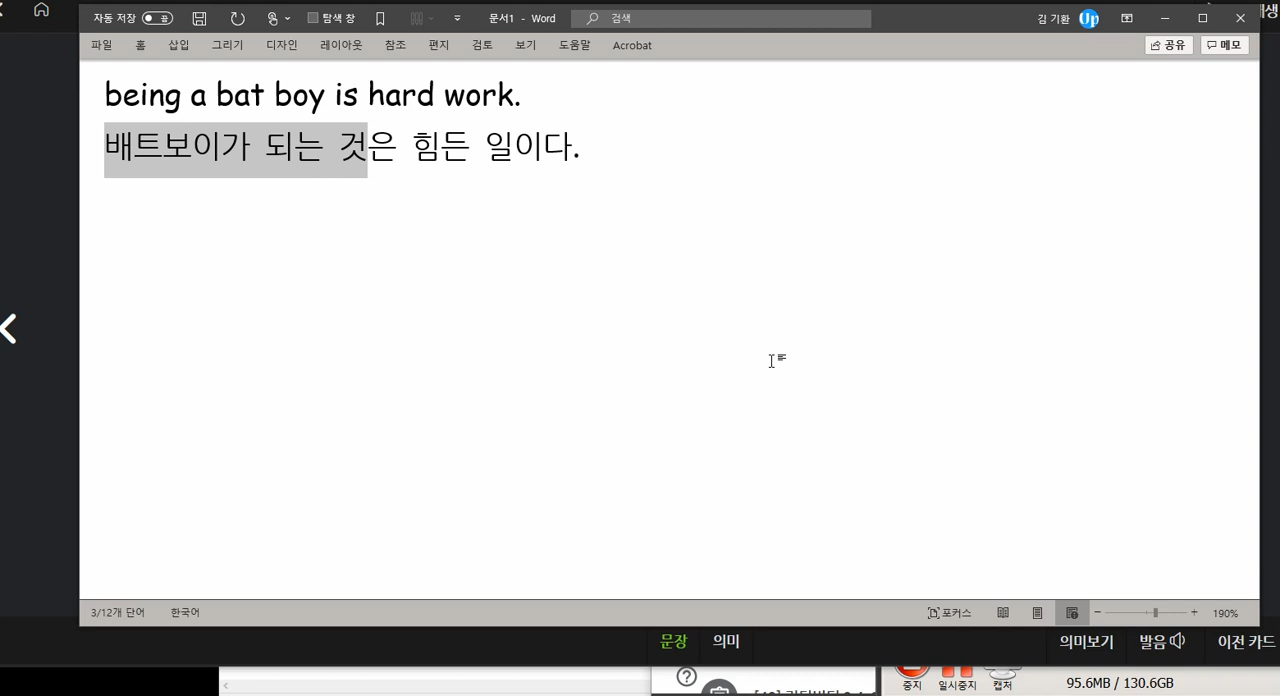 자동 저장 끔 탐색 창 문서1 - Word 검색 김 기환 Up
파일 홈 삽입 그리기 디자인 레이아웃 참조 편지 검토 보기 도움말 Acrobat 공유 메모
being a bat boy is hard work.
배트보이가 되는 것은 힘든 일이다.
3/12개 단어 한국어 포커스 190%
문장 의미 의미보기 발음 이전 카드
중지 일시중지 캡처 95.6MB / 130.6GB